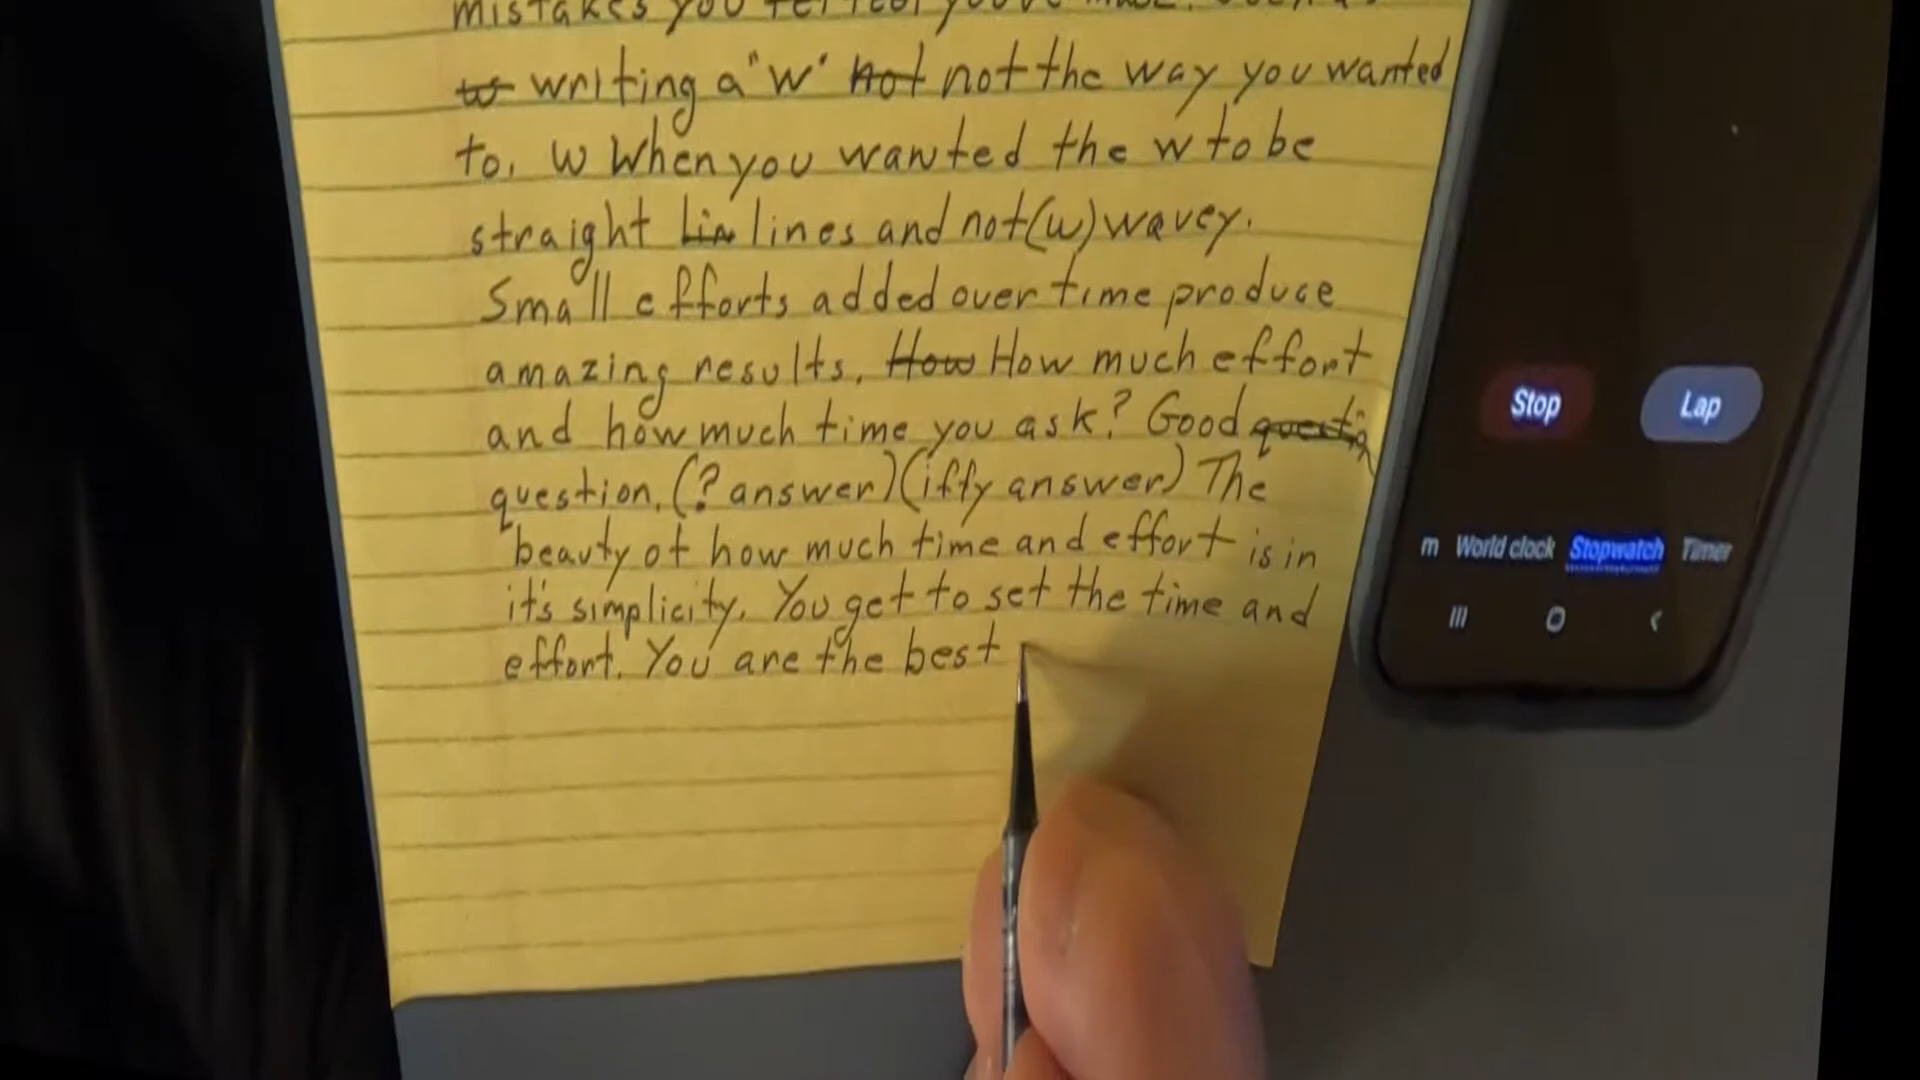 mistakes you
writing a "w" not not the way you wanted
to, w When you wanted the w to be
straight Lin lines and not (w) wavey.
Small efforts added over time produce
amazing results. How How much effort
and how much time you ask? Good
question. (? answer) (iffy answer) The
beauty of how much time and effort is in
it's simplicity. You get to set the time and
effort. You are the best
Stop
Lap
m World clock Stopwatch Timer